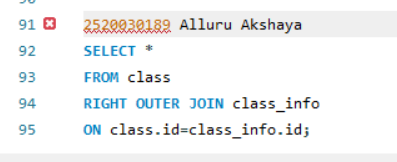 91 2520030189 Alluru Akshaya
92 SELECT *
93 FROM class
94 RIGHT OUTER JOIN class_info
95 ON class.id=class_info.id;